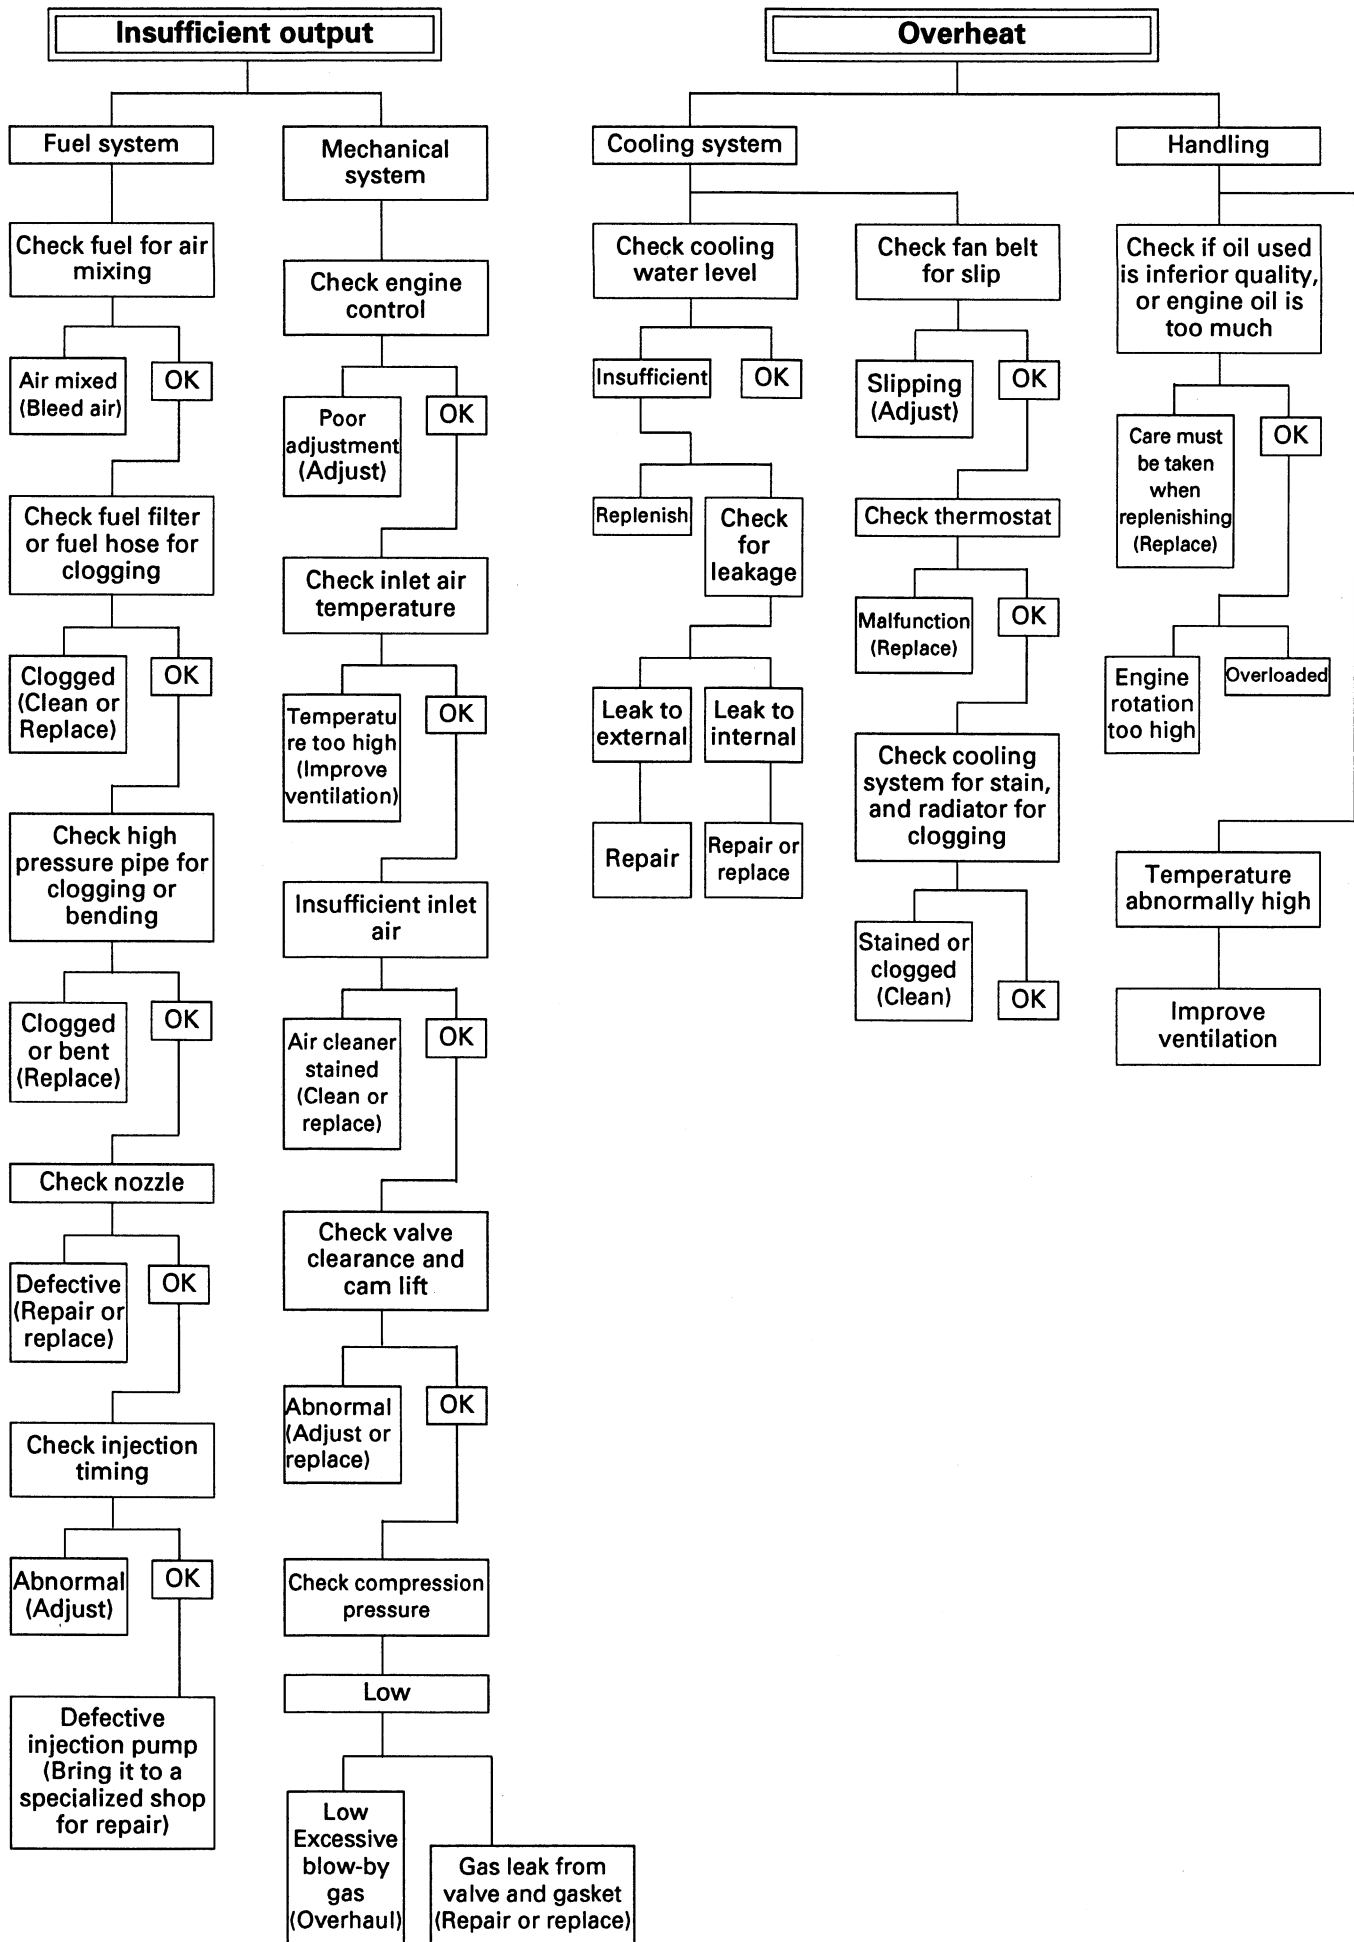 Insufficient output
Fuel system
Check fuel for air
mixing
Air mixed
(Bleed air)
OK
Check fuel filter
or fuel hose for
clogging
Clogged
(Clean or
Replace)
OK
Check high
pressure pipe for
clogging or
bending
Clogged
or bent
(Replace)
OK
Check nozzle
Defective
(Repair or
replace)
OK
Check injection
timing
Abnormal
(Adjust)
OK
Defective
injection pump
(Bring it to a
specialized shop
for repair)
Mechanical
system
Check engine
control
Poor
adjustment
(Adjust)
OK
Check inlet air
temperature
Temperatu
re too high
(Improve
ventilation)
OK
Insufficient inlet
air
Air cleaner
stained
(Clean or
replace)
OK
Check valve
clearance and
cam lift
Abnormal
(Adjust or
replace)
OK
Check compression
pressure
Low
Low
Excessive
blow-by
gas
(Overhaul)
Gas leak from
valve and gasket
(Repair or replace)
Overheat
Cooling system
Check cooling
water level
Insufficient
OK
Replenish
Check
for
leakage
Leak to
external
Leak to
internal
Repair
Repair or
replace
Check fan belt
for slip
Slipping
(Adjust)
OK
Check thermostat
Malfunction
(Replace)
OK
Check cooling
system for stain,
and radiator for
clogging
Stained or
clogged
(Clean)
OK
Handling
Check if oil used
is inferior quality,
or engine oil is
too much
Care must
be taken
when
replenishing
(Replace)
OK
Engine
rotation
too high
Overloaded
Temperature
abnormally high
Improve
ventilation